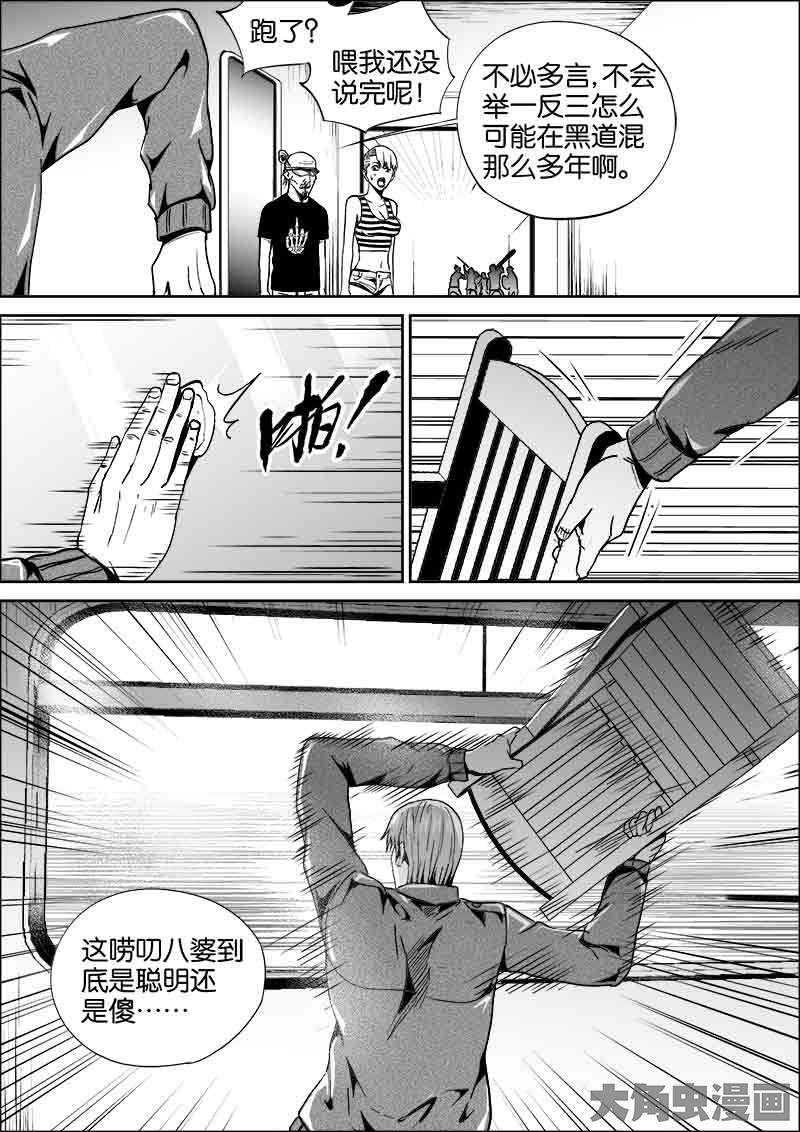 跑了？
喂我还没
说完呢！
不必多言，不会
举一反三怎么
可能在黑道混
那么多年啊。
啪！
这唠叨八婆到
底是聪明还
是傻……
大角虫漫画